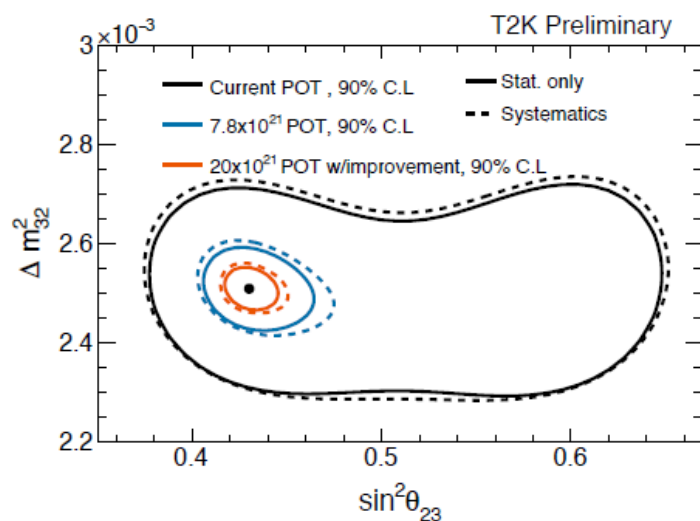 T2K Preliminary
×10⁻³
3
2.8
2.6
2.4
2.2
Δ m²₃₂
Current POT , 90% C.L
7.8x10²¹ POT, 90% C.L
20x10²¹ POT w/improvement, 90% C.L
Stat. only
Systematics
0.4
0.5
0.6
sin²θ₂₃